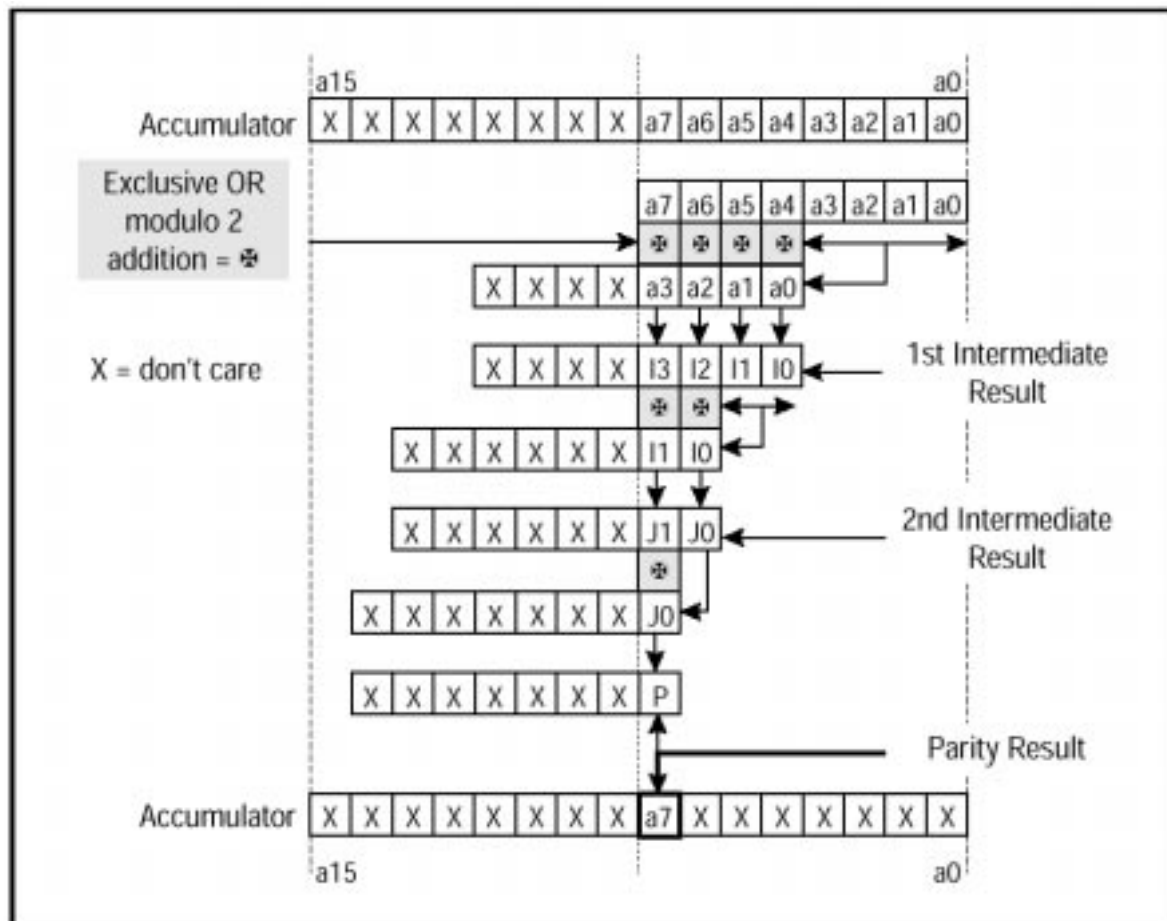 a15 a0
Accumulator X X X X X X X X a7 a6 a5 a4 a3 a2 a1 a0
Exclusive OR
modulo 2
addition = ✠
a7 a6 a5 a4 a3 a2 a1 a0
✠ ✠ ✠ ✠
X X X X a3 a2 a1 a0
X = don't care
X X X X I3 I2 I1 I0
1st Intermediate
Result
✠ ✠
X X X X X X I1 I0
X X X X X X J1 J0
2nd Intermediate
Result
✠
X X X X X X X J0
X X X X X X X P
Parity Result
Accumulator X X X X X X X X a7 X X X X X X X
a15 a0